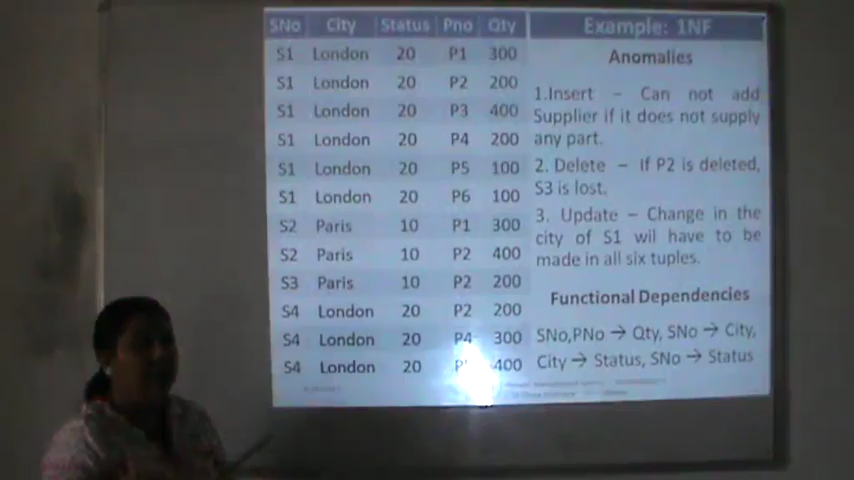 SNo City Status Pno Qty
S1 London 20 P1 300
S1 London 20 P2 200
S1 London 20 P3 400
S1 London 20 P4 200
S1 London 20 P5 100
S1 London 20 P6 100
S2 Paris 10 P1 300
S2 Paris 10 P2 400
S3 Paris 10 P2 200
S4 London 20 P2 200
S4 London 20 P4 300
S4 London 20 400
Example: 1NF
Anomalies
1.Insert – Can not add
Supplier if it does not supply
any part.
2. Delete – If P2 is deleted,
S3 is lost.
3. Update – Change in the
city of S1 wil have to be
made in all six tuples.
Functional Dependencies
SNo,PNo → Qty, SNo → City,
City → Status, SNo → Status